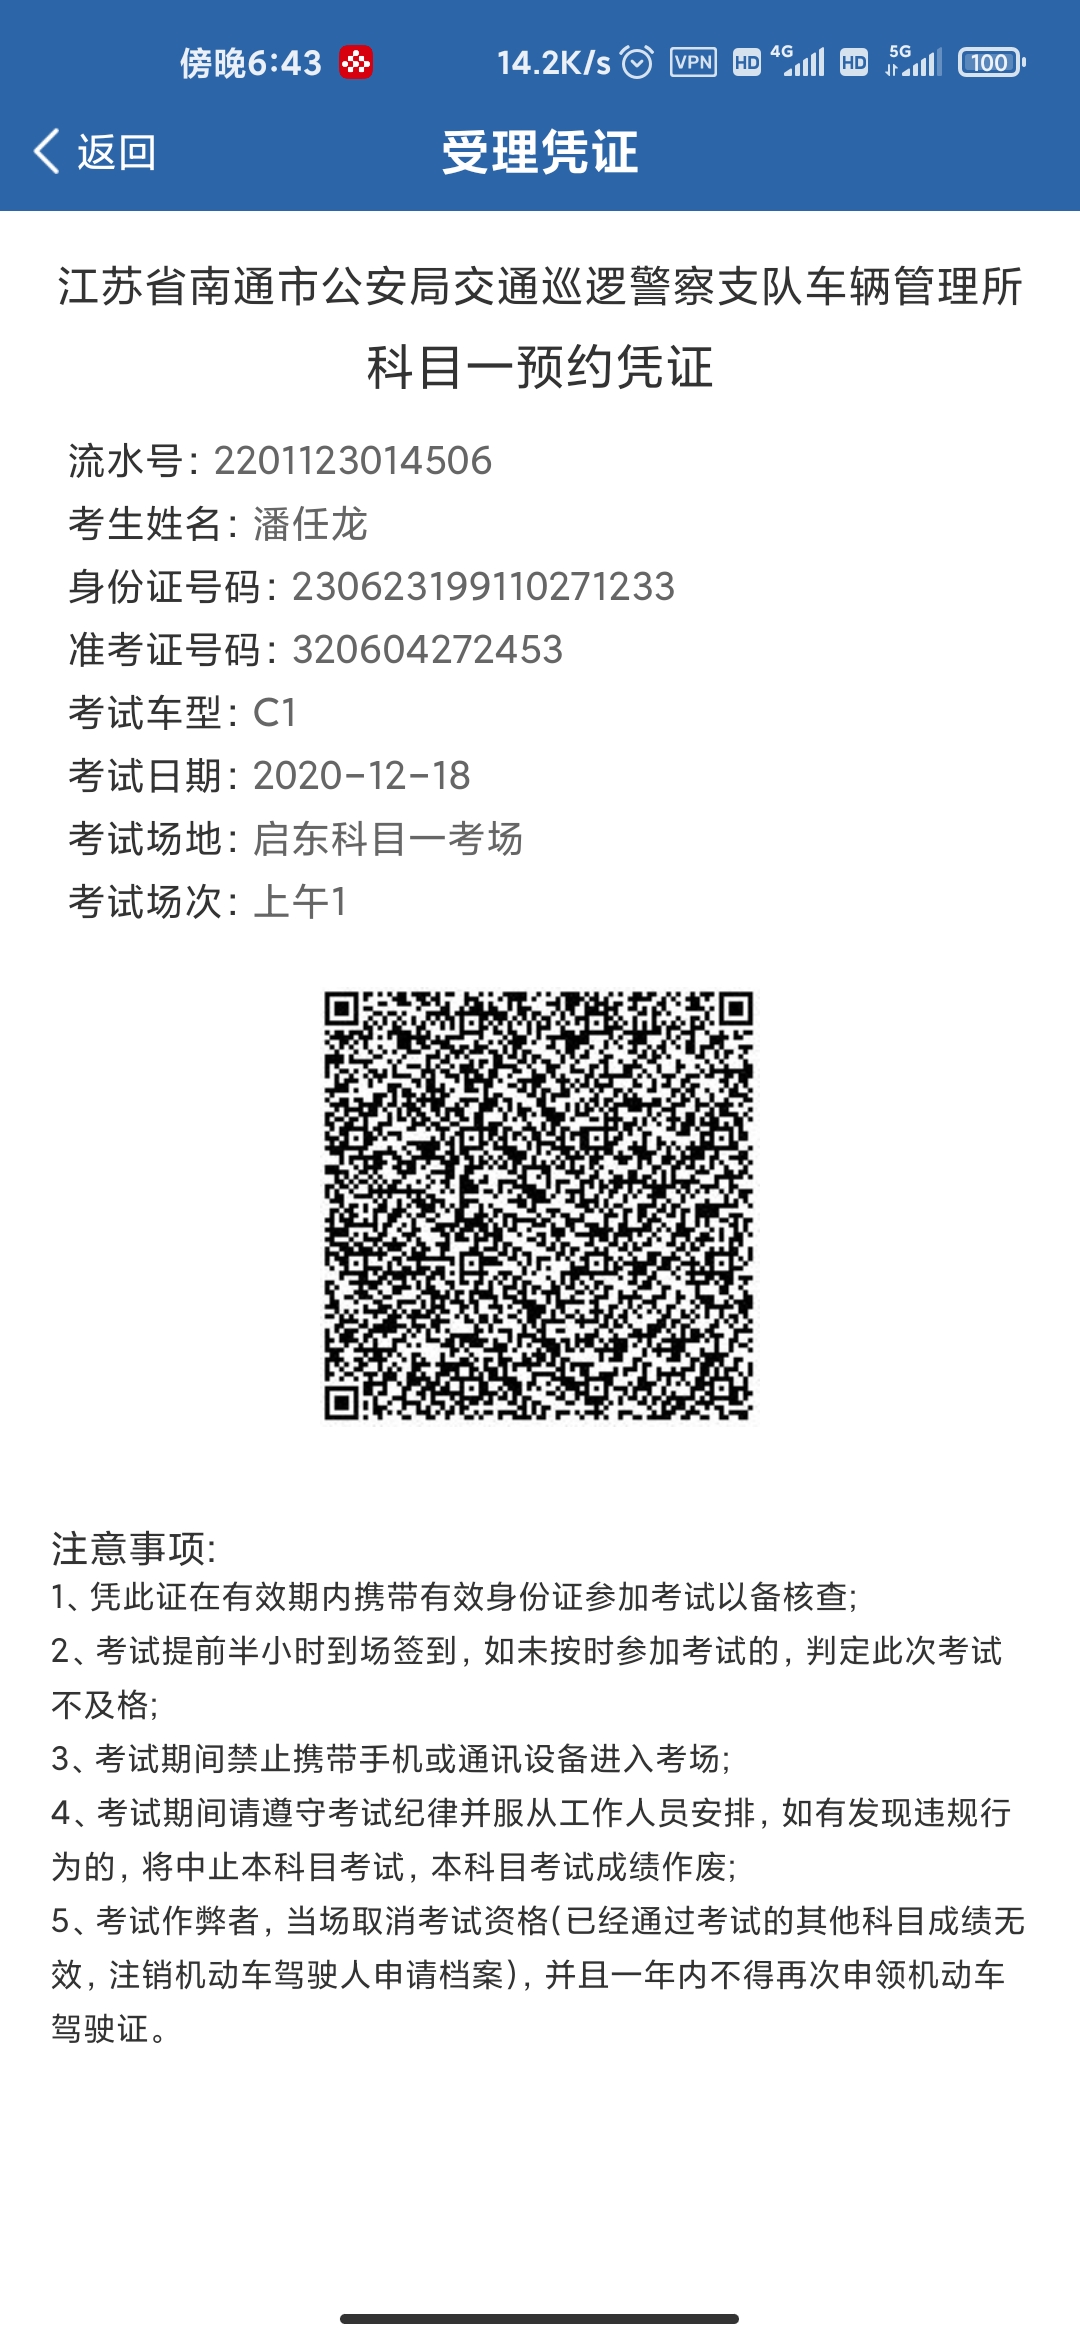 傍晚6:43 14.2K/s VPN HD 4G HD 5G 100
返回 受理凭证
江苏省南通市公安局交通巡逻警察支队车辆管理所
科目一预约凭证
流水号: 2201123014506
考生姓名: 潘任龙
身份证号码: 230623199110271233
准考证号码: 320604272453
考试车型: C1
考试日期: 2020-12-18
考试场地: 启东科目一考场
考试场次: 上午1
注意事项:
1、凭此证在有效期内携带有效身份证参加考试以备核查;
2、考试提前半小时到场签到, 如未按时参加考试的, 判定此次考试
不及格;
3、考试期间禁止携带手机或通讯设备进入考场;
4、考试期间请遵守考试纪律并服从工作人员安排, 如有发现违规行
为的, 将中止本科目考试, 本科目考试成绩作废;
5、考试作弊者, 当场取消考试资格(已经通过考试的其他科目成绩无
效, 注销机动车驾驶人申请档案), 并且一年内不得再次申领机动车
驾驶证。